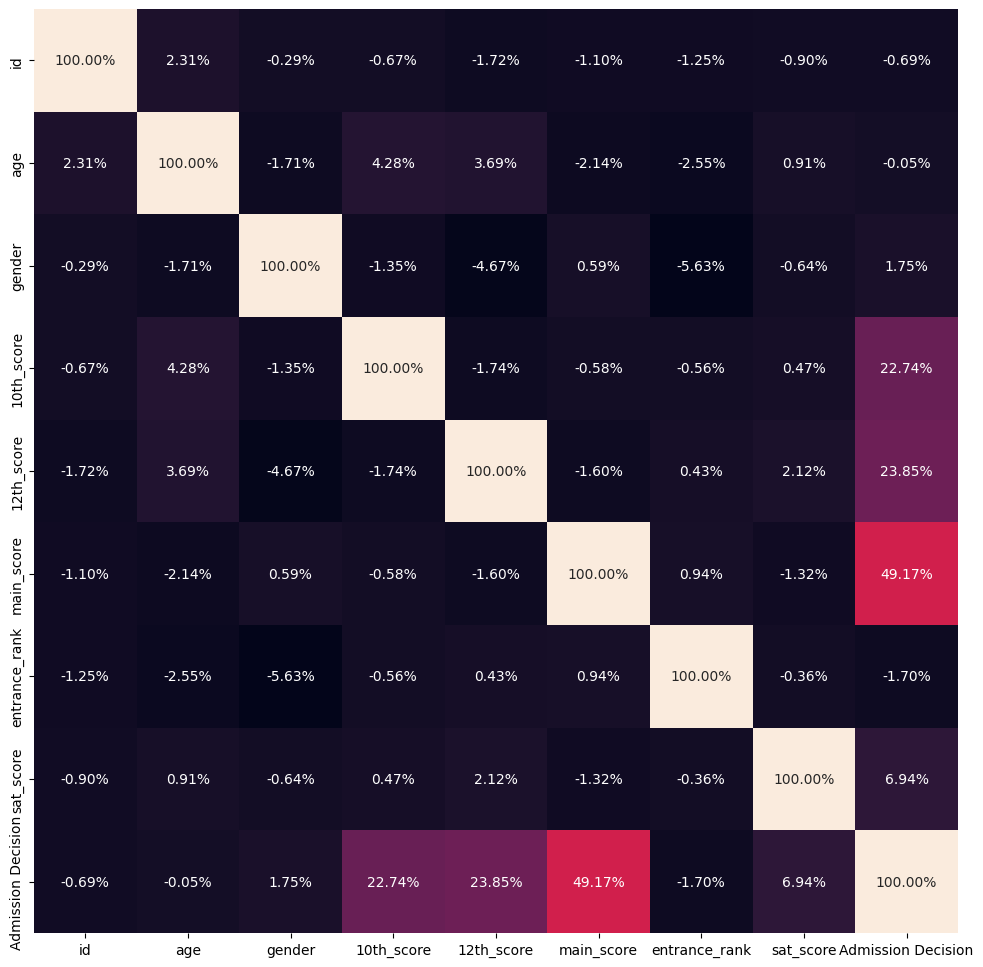 id 100.00% 2.31% -0.29% -0.67% -1.72% -1.10% -1.25% -0.90% -0.69%
age 2.31% 100.00% -1.71% 4.28% 3.69% -2.14% -2.55% 0.91% -0.05%
gender -0.29% -1.71% 100.00% -1.35% -4.67% 0.59% -5.63% -0.64% 1.75%
10th_score -0.67% 4.28% -1.35% 100.00% -1.74% -0.58% -0.56% 0.47% 22.74%
12th_score -1.72% 3.69% -4.67% -1.74% 100.00% -1.60% 0.43% 2.12% 23.85%
main_score -1.10% -2.14% 0.59% -0.58% -1.60% 100.00% 0.94% -1.32% 49.17%
entrance_rank -1.25% -2.55% -5.63% -0.56% 0.43% 0.94% 100.00% -0.36% -1.70%
sat_score -0.90% 0.91% -0.64% 0.47% 2.12% -1.32% -0.36% 100.00% 6.94%
Admission Decision -0.69% -0.05% 1.75% 22.74% 23.85% 49.17% -1.70% 6.94% 100.00%
id age gender 10th_score 12th_score main_score entrance_rank sat_score Admission Decision